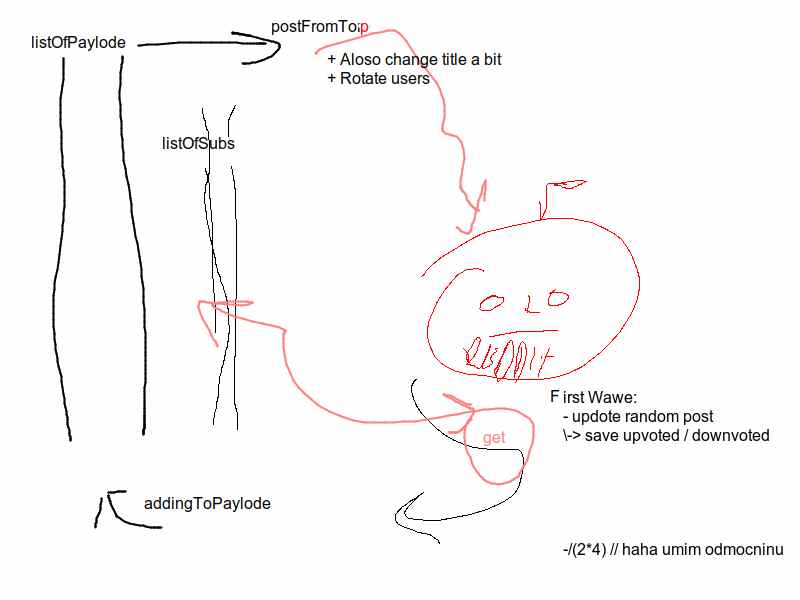 postFromTop
listOfPaylode
+ Aloso change title a bit
+ Rotate users
listOfSubs
REDDIT
First Wawe:
- updote random post
\-> save upvoted / downvoted
get
addingToPaylode
-/(2*4) // haha umim odmocninu